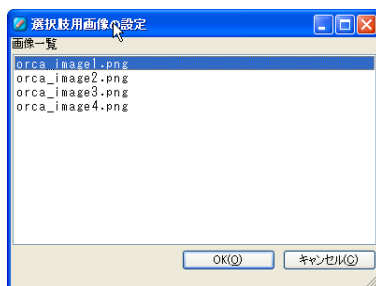 選択肢用画像の設定
画像一覧
orca_image1.png
orca_image2.png
orca_image3.png
orca_image4.png
OK(O) キャンセル(C)